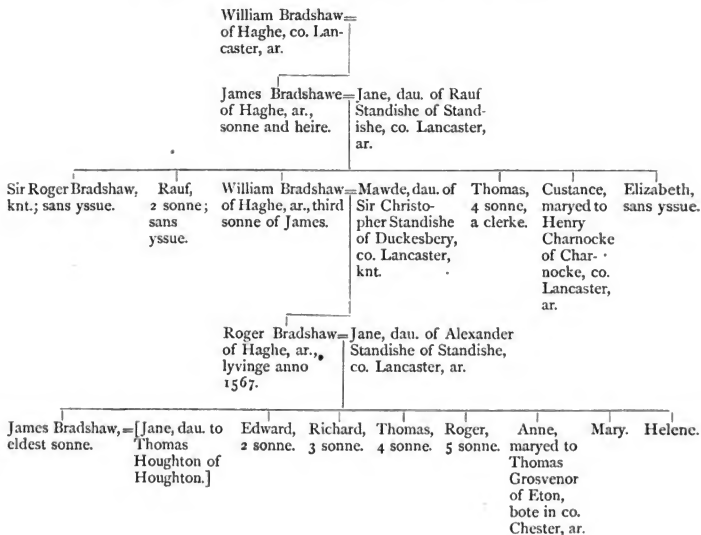 William Bradshaw=
of Haghe, co. Lan-
caster, ar.
James Bradshawe=Jane, dau. of Rauf
of Haghe, ar., Standishe of Stand-
sonne and heire. ishe, co. Lancaster,
ar.
Sir Roger Bradshaw,
knt.; sans yssue.
Rauf,
2 sonne;
sans
yssue.
William Bradshaw=
of Haghe, ar., third
sonne of James.
Mawde, dau. of
Sir Christo-
pher Standishe
of Duckesbery,
co. Lancaster,
knt.
Thomas,
4 sonne,
a clerke.
Custance,
maryed to
Henry
Charnocke
of Char-
nocke, co.
Lancaster,
ar.
Elizabeth,
sans yssue.
Roger Bradshaw=Jane, dau. of Alexander
of Haghe, ar., Standishe of Standishe,
lyvinge anno co. Lancaster, ar.
1567.
James Bradshaw,=
eldest sonne.
[Jane, dau. to
Thomas
Houghton of
Houghton.]
Edward,
2 sonne.
Richard,
3 sonne.
Thomas,
4 sonne.
Roger,
5 sonne.
Anne,
maryed to
Thomas
Grosvenor
of Eton,
bote in co.
Chester, ar.
Mary.
Helene.